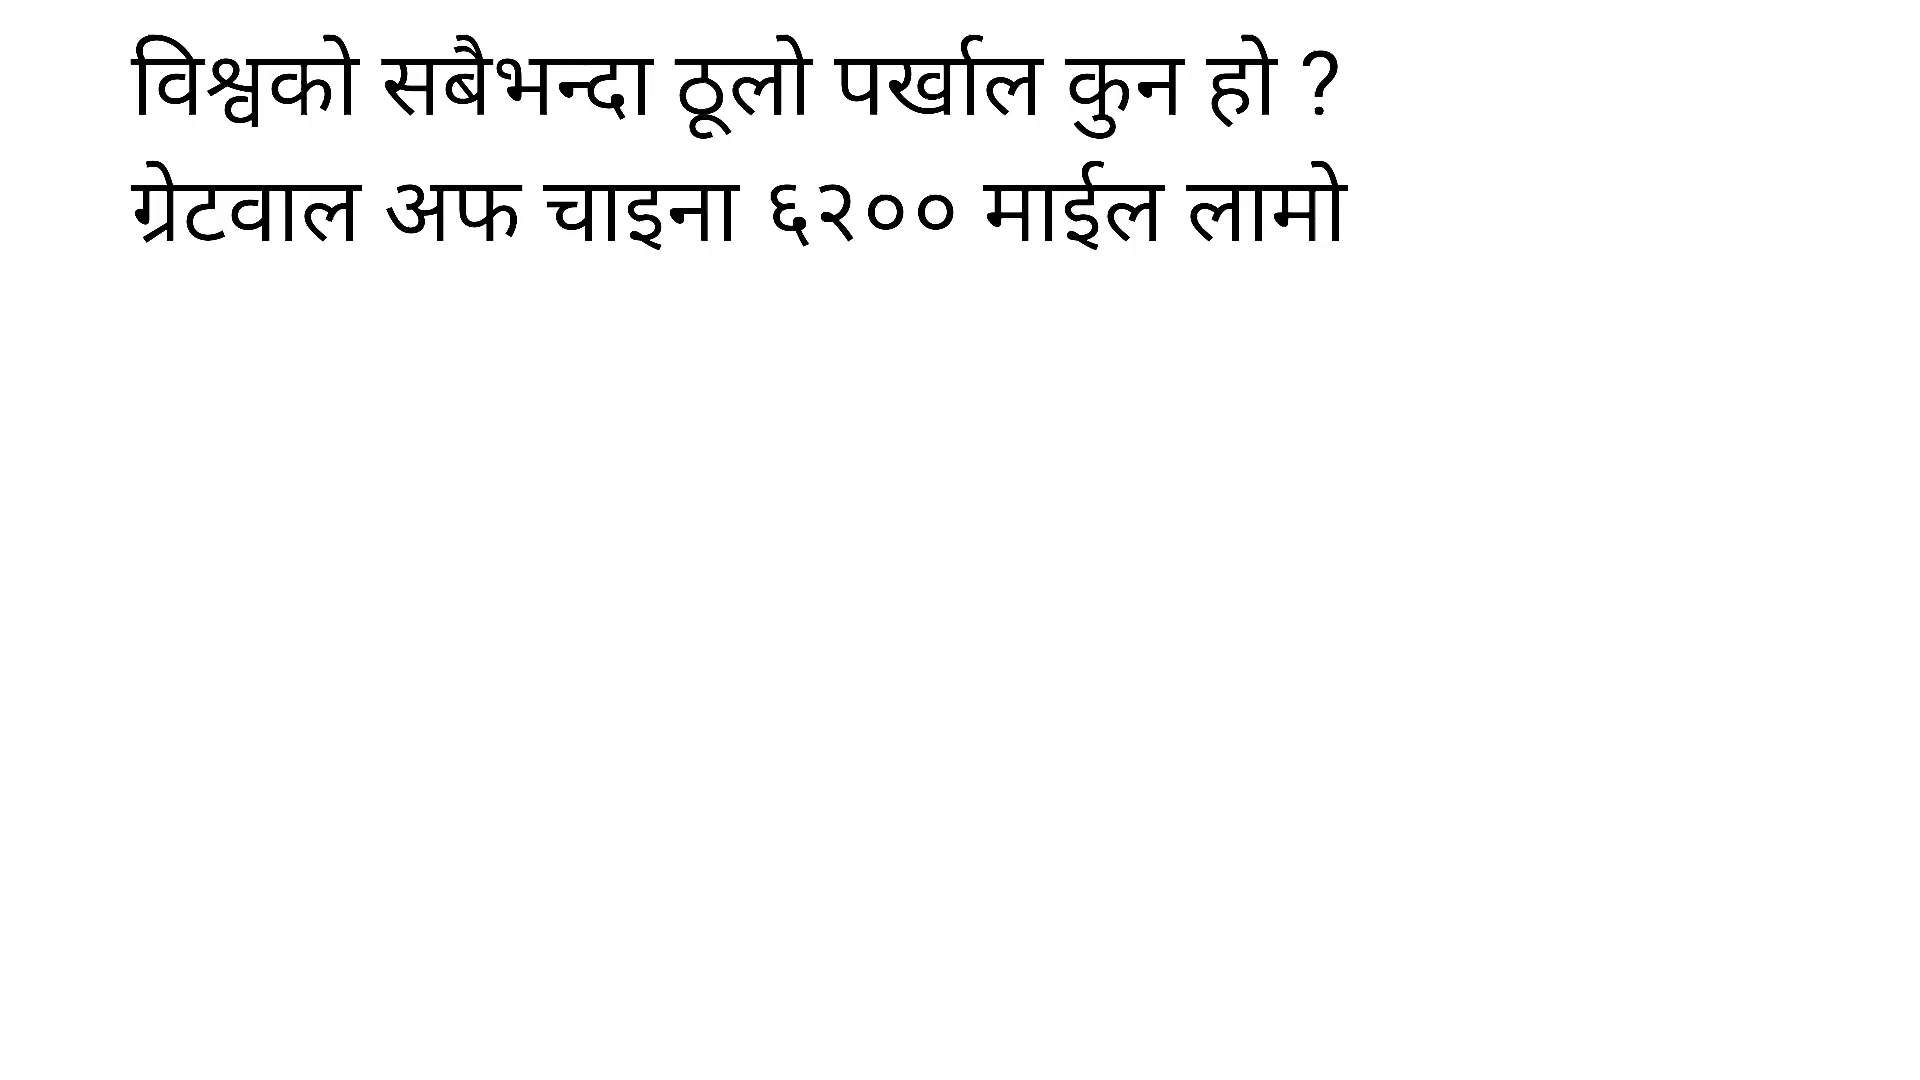 विश्वको सबैभन्दा ठूलो पर्खाल कुन हो ?
ग्रेटवाल अफ चाइना ६२०० माईल लामो